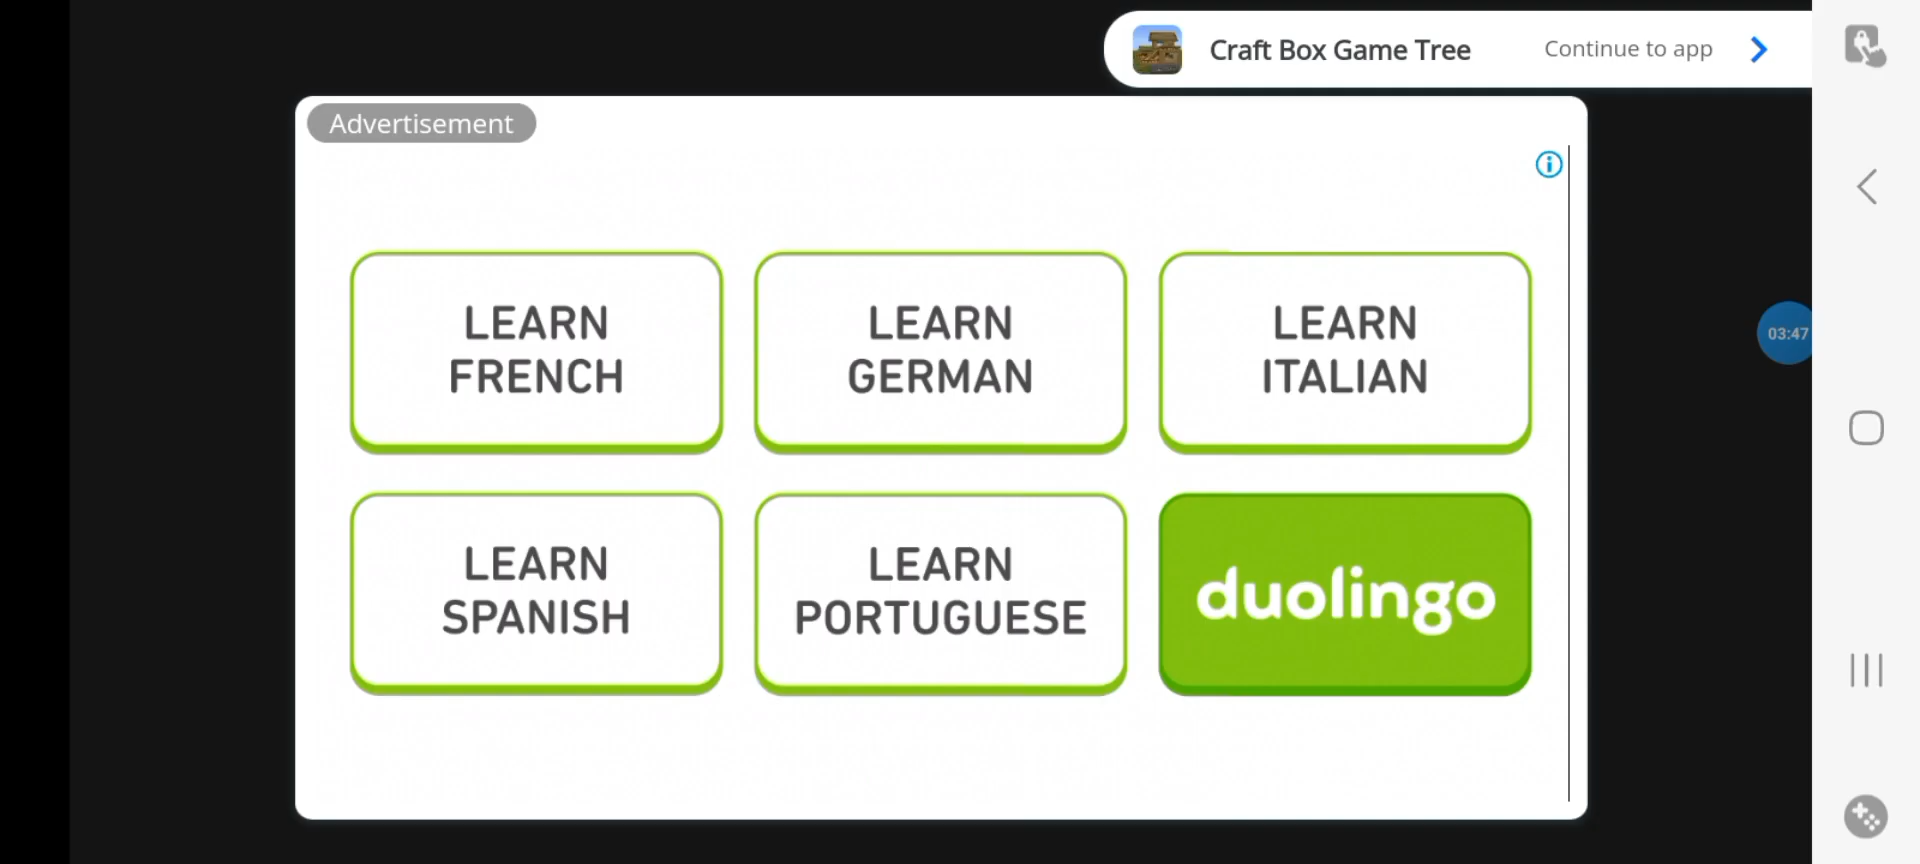 Craft Box Game Tree
Continue to app
Advertisement
LEARN
FRENCH
LEARN
GERMAN
LEARN
ITALIAN
03:47
LEARN
SPANISH
LEARN
PORTUGUESE
duolingo